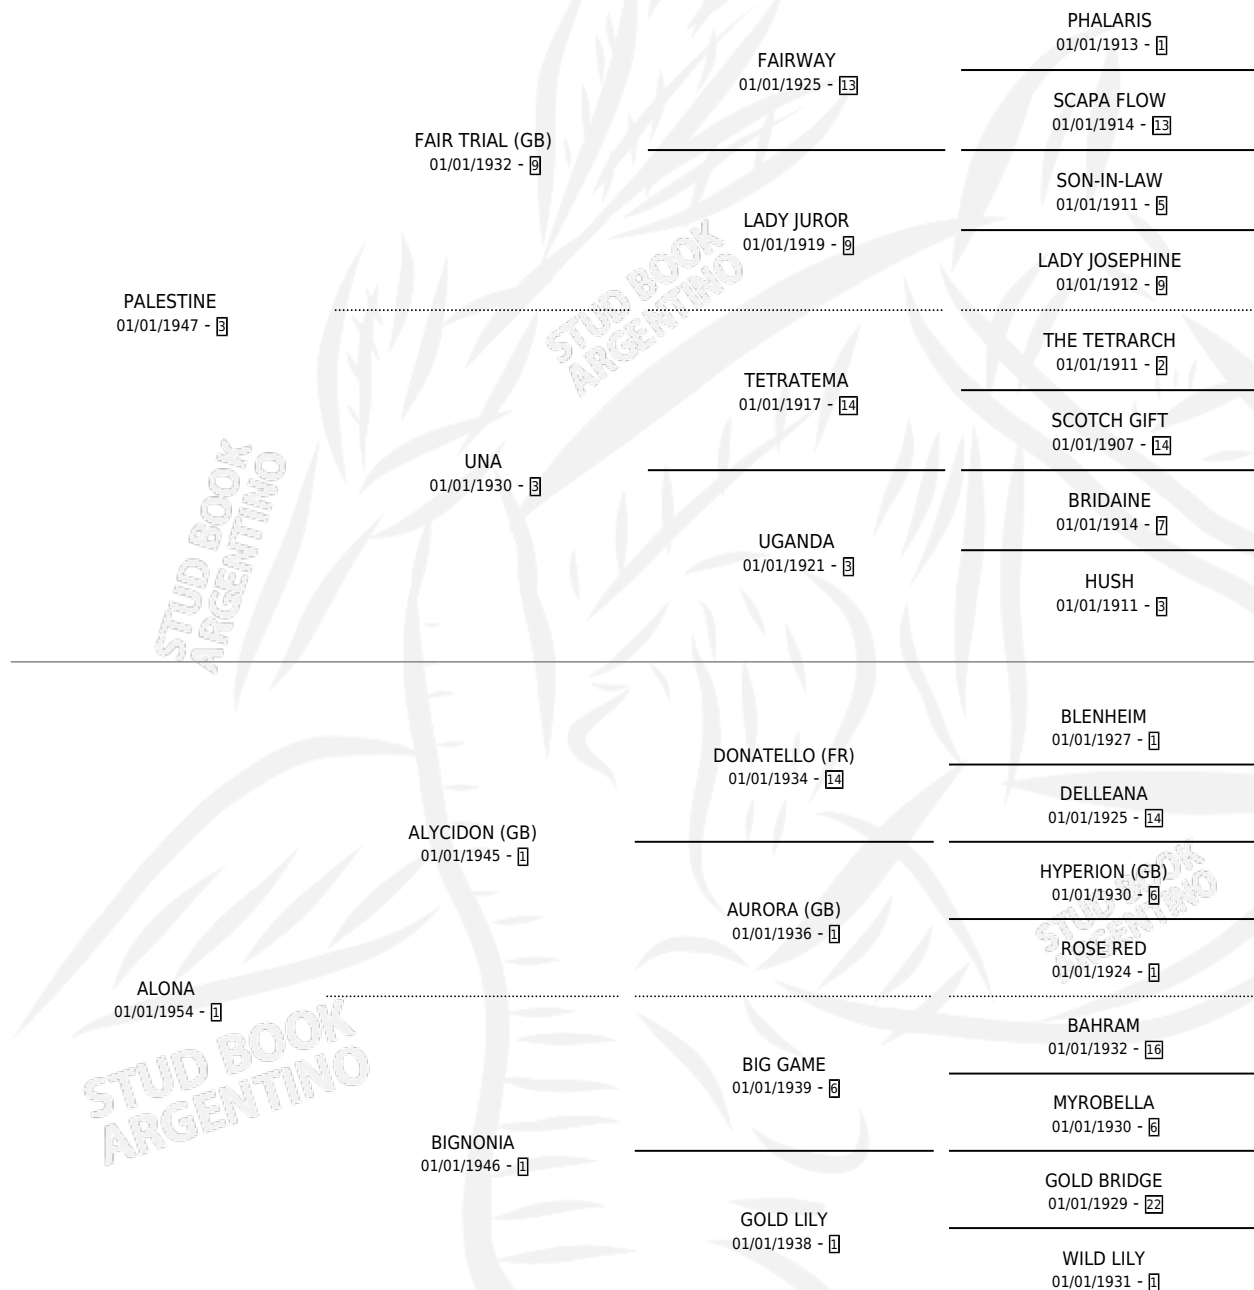 PHALARIS
01/01/1913 - 1
FAIRWAY
01/01/1925 - 13
SCAPA FLOW
01/01/1914 - 13
FAIR TRIAL (GB)
01/01/1932 - 9
SON-IN-LAW
01/01/1911 - 5
LADY JUROR
01/01/1919 - 9
LADY JOSEPHINE
01/01/1912 - 9
PALESTINE
01/01/1947 - 3
STUD BOOK
ARGENTINO
THE TETRARCH
01/01/1911 - 2
TETRATEMA
01/01/1917 - 14
SCOTCH GIFT
01/01/1907 - 14
UNA
01/01/1930 - 3
BRIDAINE
01/01/1914 - 7
UGANDA
01/01/1921 - 3
HUSH
01/01/1911 - 3
STUD BOOK
ARGENTINO
BLENHEIM
01/01/1927 - 1
DONATELLO (FR)
01/01/1934 - 14
DELLEANA
01/01/1925 - 14
ALYCIDON (GB)
01/01/1945 - 1
HYPERION (GB)
01/01/1930 - 6
AURORA (GB)
01/01/1936 - 1
STUD BOOK
ARGENTINO
ROSE RED
01/01/1924 - 1
ALONA
01/01/1954 - 1
BAHRAM
01/01/1932 - 16
STUD BOOK
ARGENTINO
BIG GAME
01/01/1939 - 6
MYROBELLA
01/01/1930 - 6
BIGNONIA
01/01/1946 - 1
GOLD BRIDGE
01/01/1929 - 22
GOLD LILY
01/01/1938 - 1
WILD LILY
01/01/1931 - 1